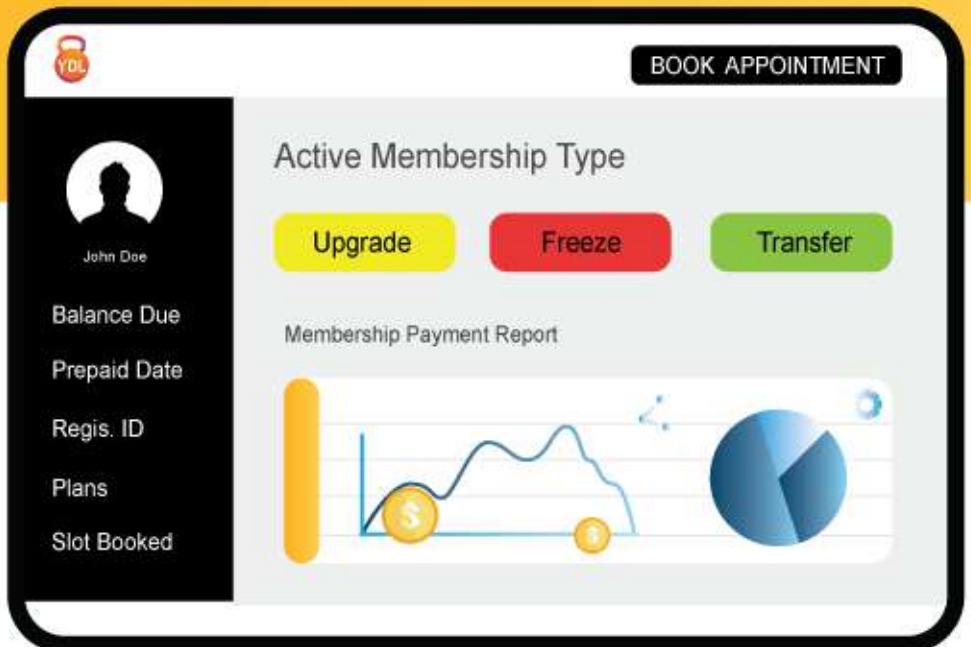 YDL
BOOK APPOINTMENT
John Doe
Balance Due
Prepaid Date
Regis. ID
Plans
Slot Booked
Active Membership Type
Upgrade
Freeze
Transfer
Membership Payment Report
$
$